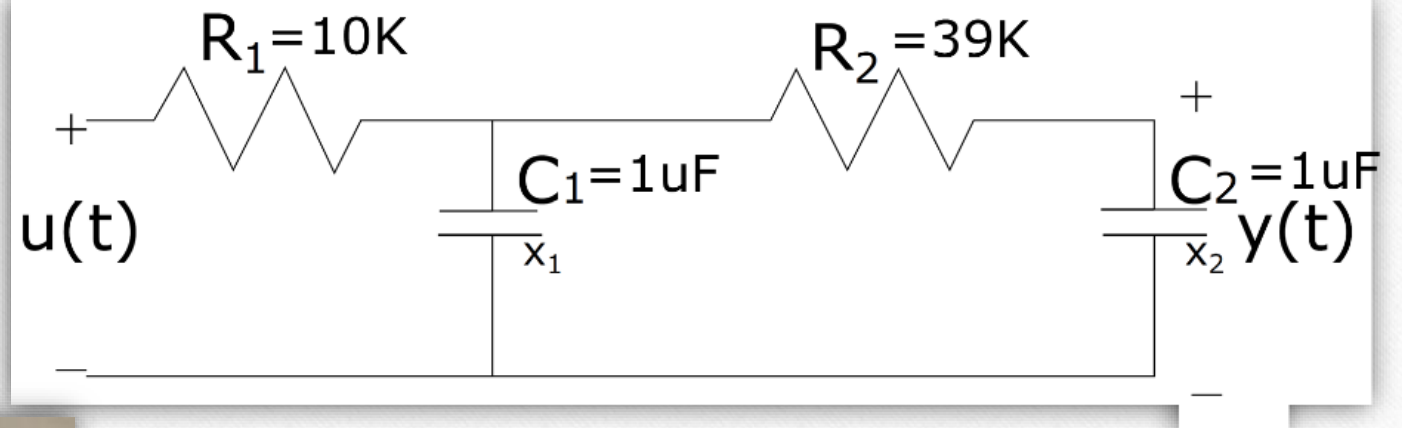 R₁=10K
R₂=39K
+
+
C₁=1uF
C₂=1uF
u(t)
x₁
x₂ y(t)
−
−